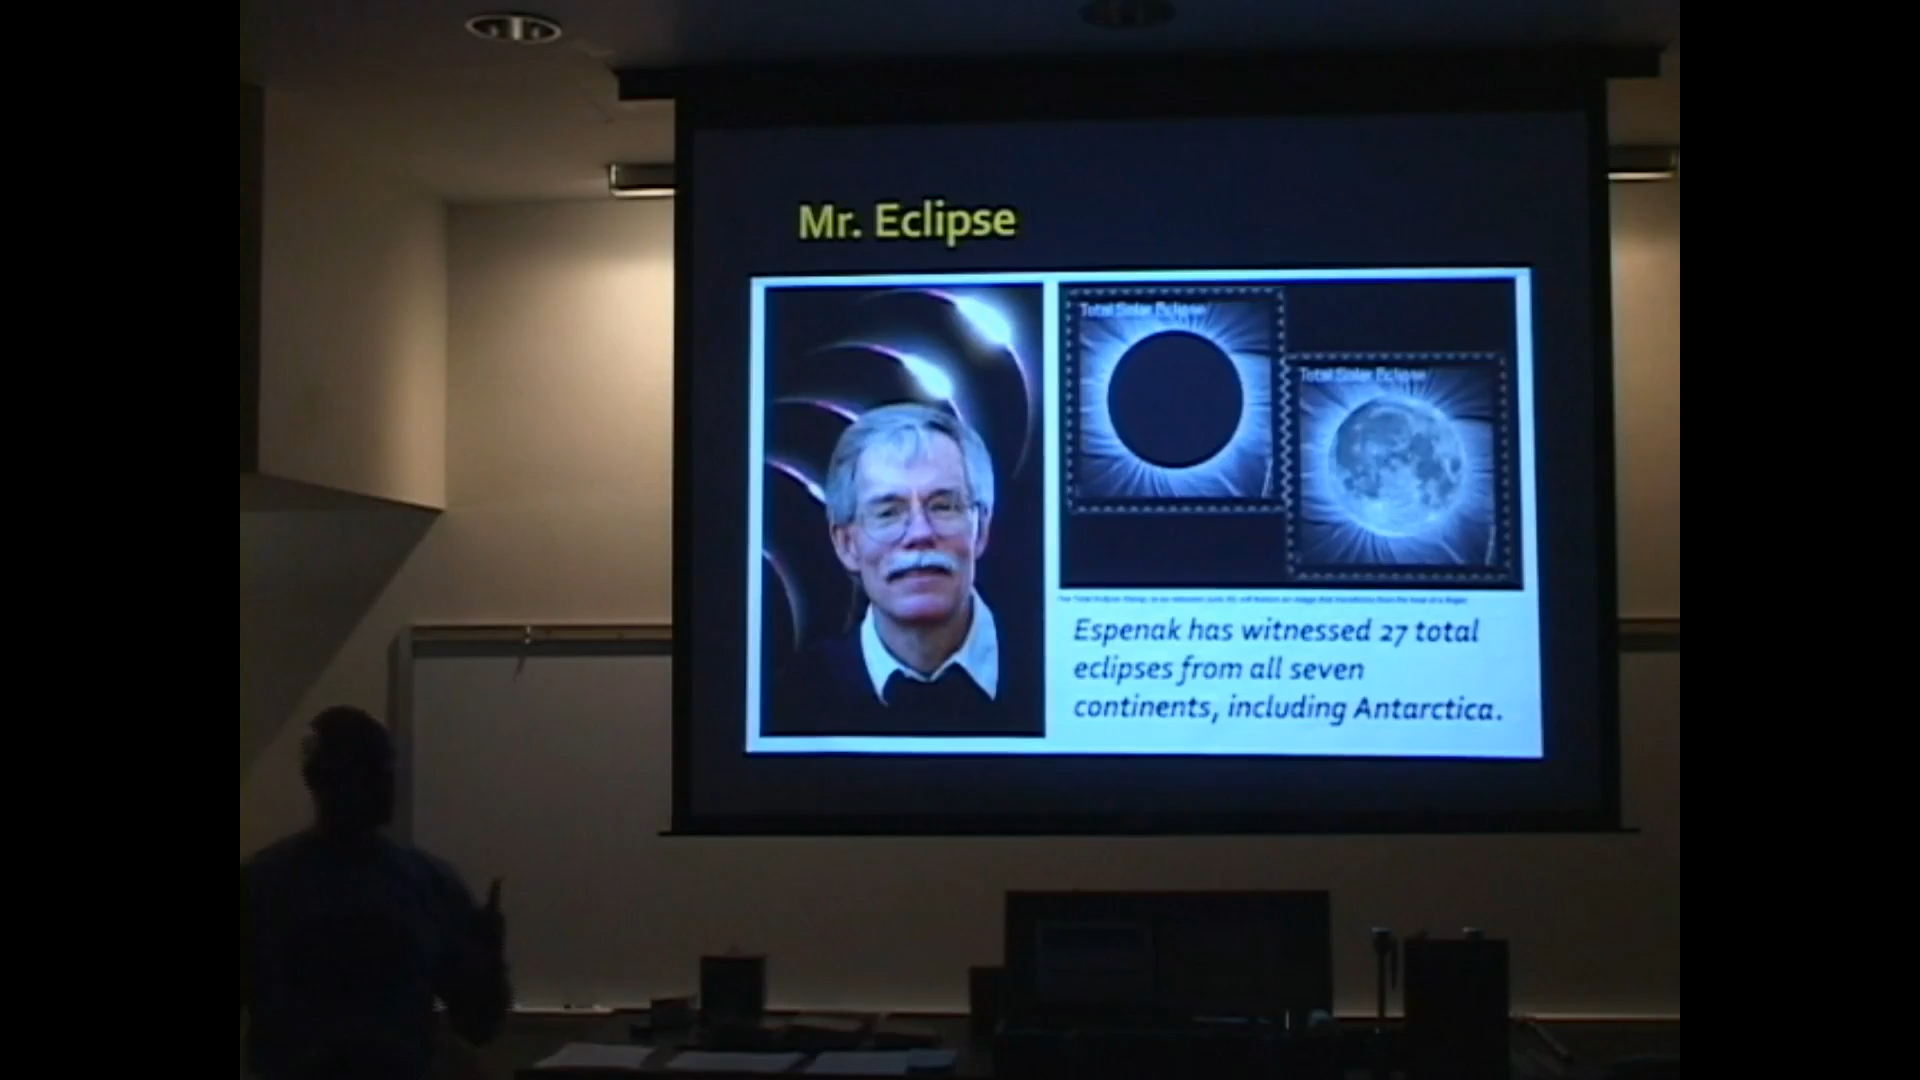 Mr. Eclipse
Total Solar Eclipse
Total Solar Eclipse
Espenak has witnessed 27 total
eclipses from all seven
continents, including Antarctica.